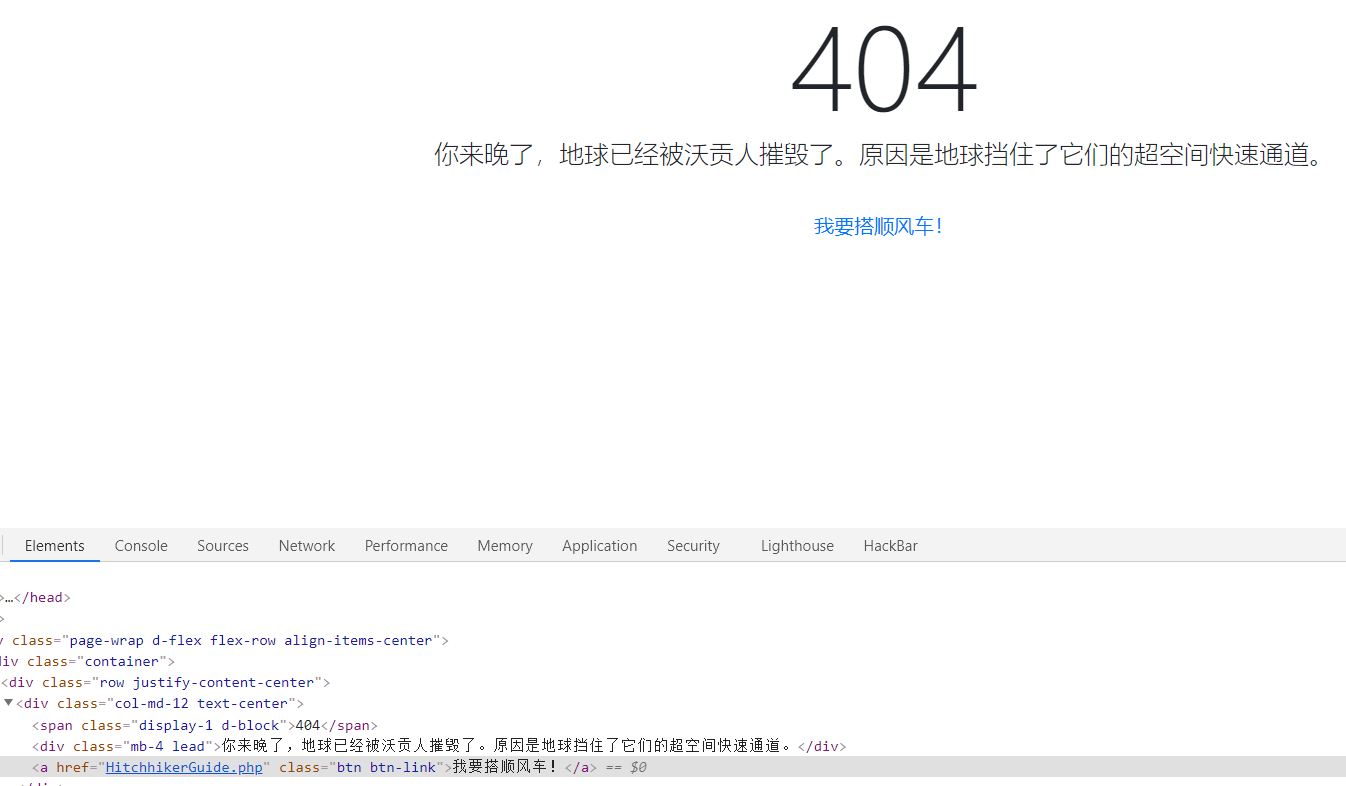 404
你来晚了，地球已经被沃贡人摧毁了。原因是地球挡住了它们的超空间快速通道。
我要搭顺风车！
Elements Console Sources Network Performance Memory Application Security Lighthouse HackBar
>…</head>
>
class="page-wrap d-flex flex-row align-items-center">
div class="container">
<div class="row justify-content-center">
▼<div class="col-md-12 text-center">
<span class="display-1 d-block">404</span>
<div class="mb-4 lead">你来晚了，地球已经被沃贡人摧毁了。原因是地球挡住了它们的超空间快速通道。</div>
<a href="HitchhikerGuide.php" class="btn btn-link">我要搭顺风车！</a> == $0